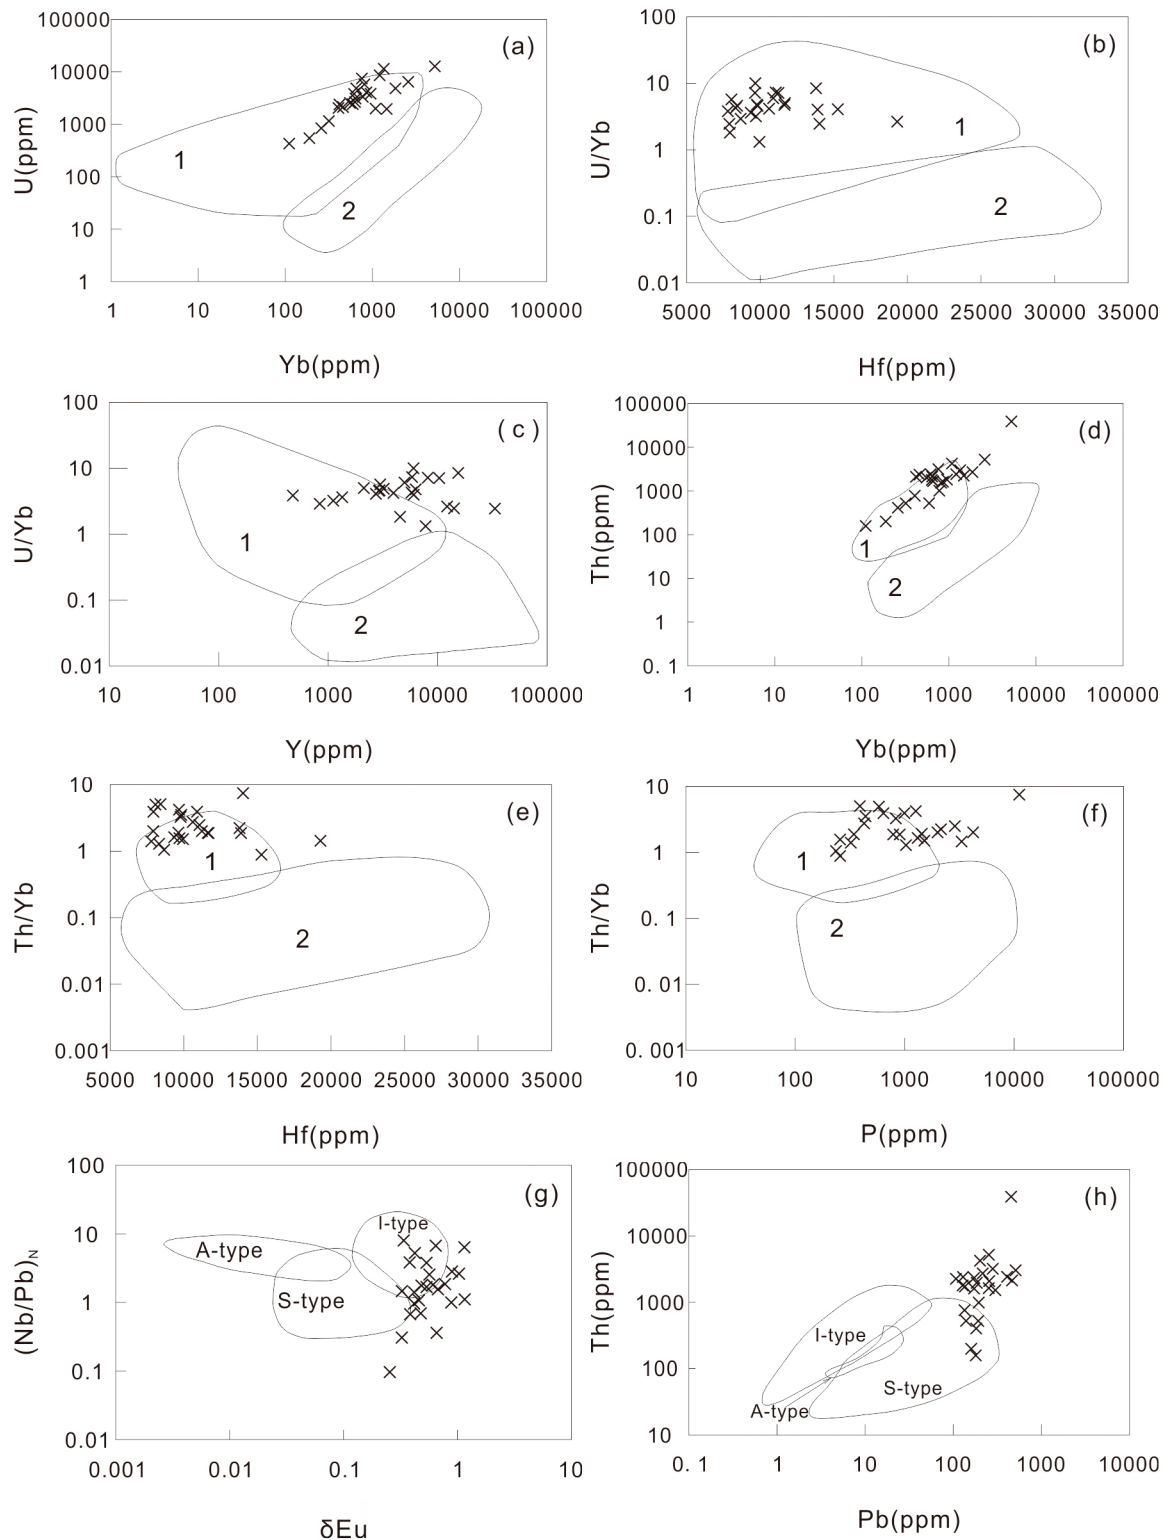 (a)
100000
10000
1000
100
10
1
U(ppm)
1
2
1 10 100 1000 10000 100000
Yb(ppm)
(b)
100
10
1
0.1
0.01
U/Yb
1
2
5000 10000 15000 20000 25000 30000 35000
Hf(ppm)
(c)
100
10
1
0.1
0.01
U/Yb
1
2
10 100 1000 10000 100000
Y(ppm)
(d)
100000
10000
1000
100
10
1
0.1
Th(ppm)
1
2
1 10 100 1000 10000 100000
Yb(ppm)
(e)
10
1
0.1
0.01
0.001
Th/Yb
1
2
5000 10000 15000 20000 25000 30000 35000
Hf(ppm)
(f)
10
1
0.1
0.01
0.001
Th/Yb
1
2
10 100 1000 10000 100000
P(ppm)
(g)
100
10
1
0.1
0.01
(Nb/Pb)N
I-type
A-type
S-type
0.001 0.01 0.1 1 10
δEu
(h)
100000
10000
1000
100
10
Th(ppm)
I-type
S-type
A-type
0.1 1 10 100 1000 10000
Pb(ppm)